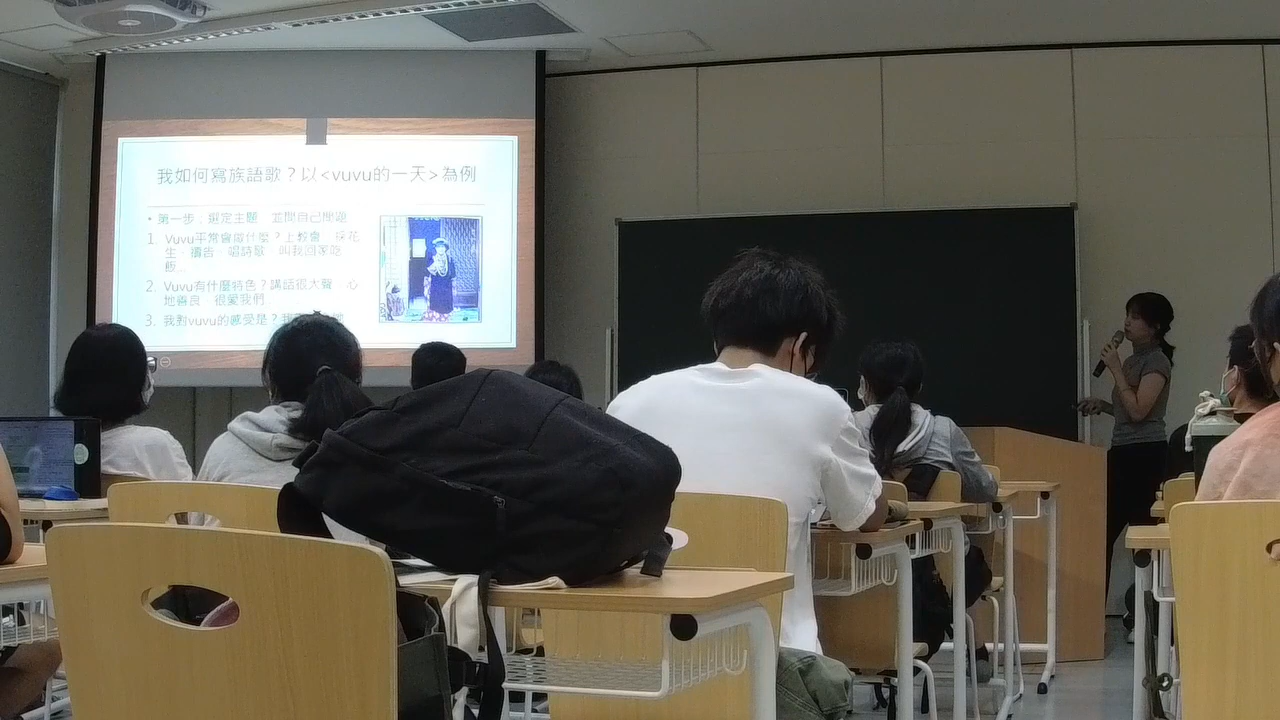 我如何寫族語歌？以<vuvu的一天>為例
• 第一步：選定主題，並問自己問題
1. Vuvu平常會做什麼？上教會、採花
生、禱告、唱詩歌、叫我回家吃
飯...
2. Vuvu有什麼特色？講話很大聲、心
地善良、很愛我們
3. 我對vuvu的感受是？我